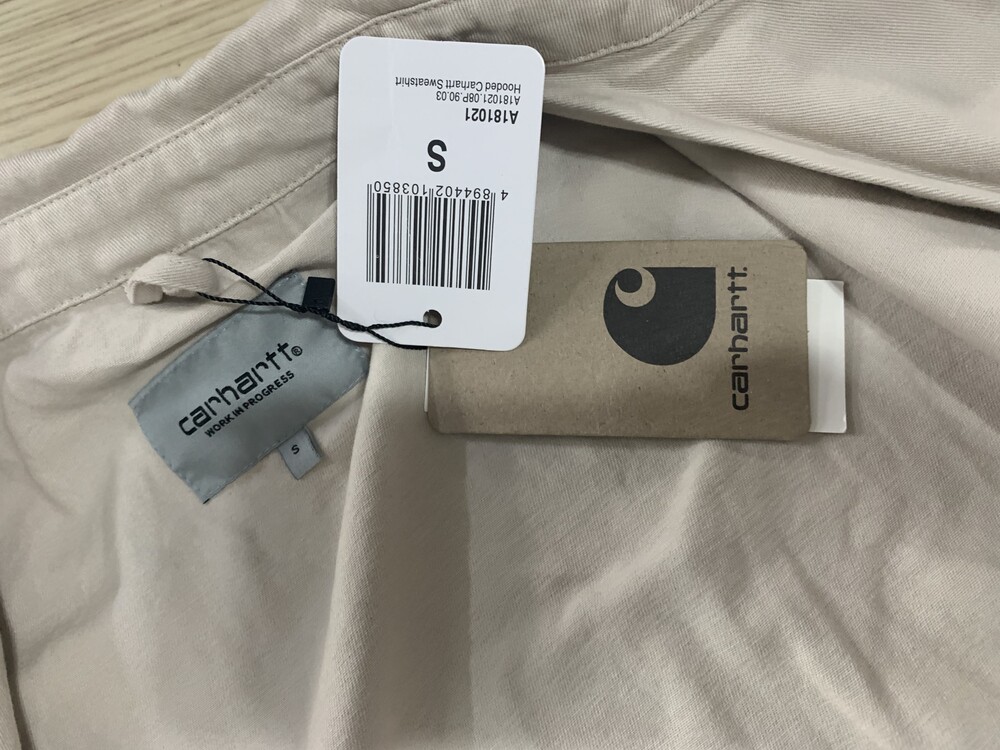 A181021
A181021.08P.90.03
Hooded Carhartt Sweatshirt
S
4 894402 103850
carhartt®
WORK IN PROGRESS
S
carhartt.